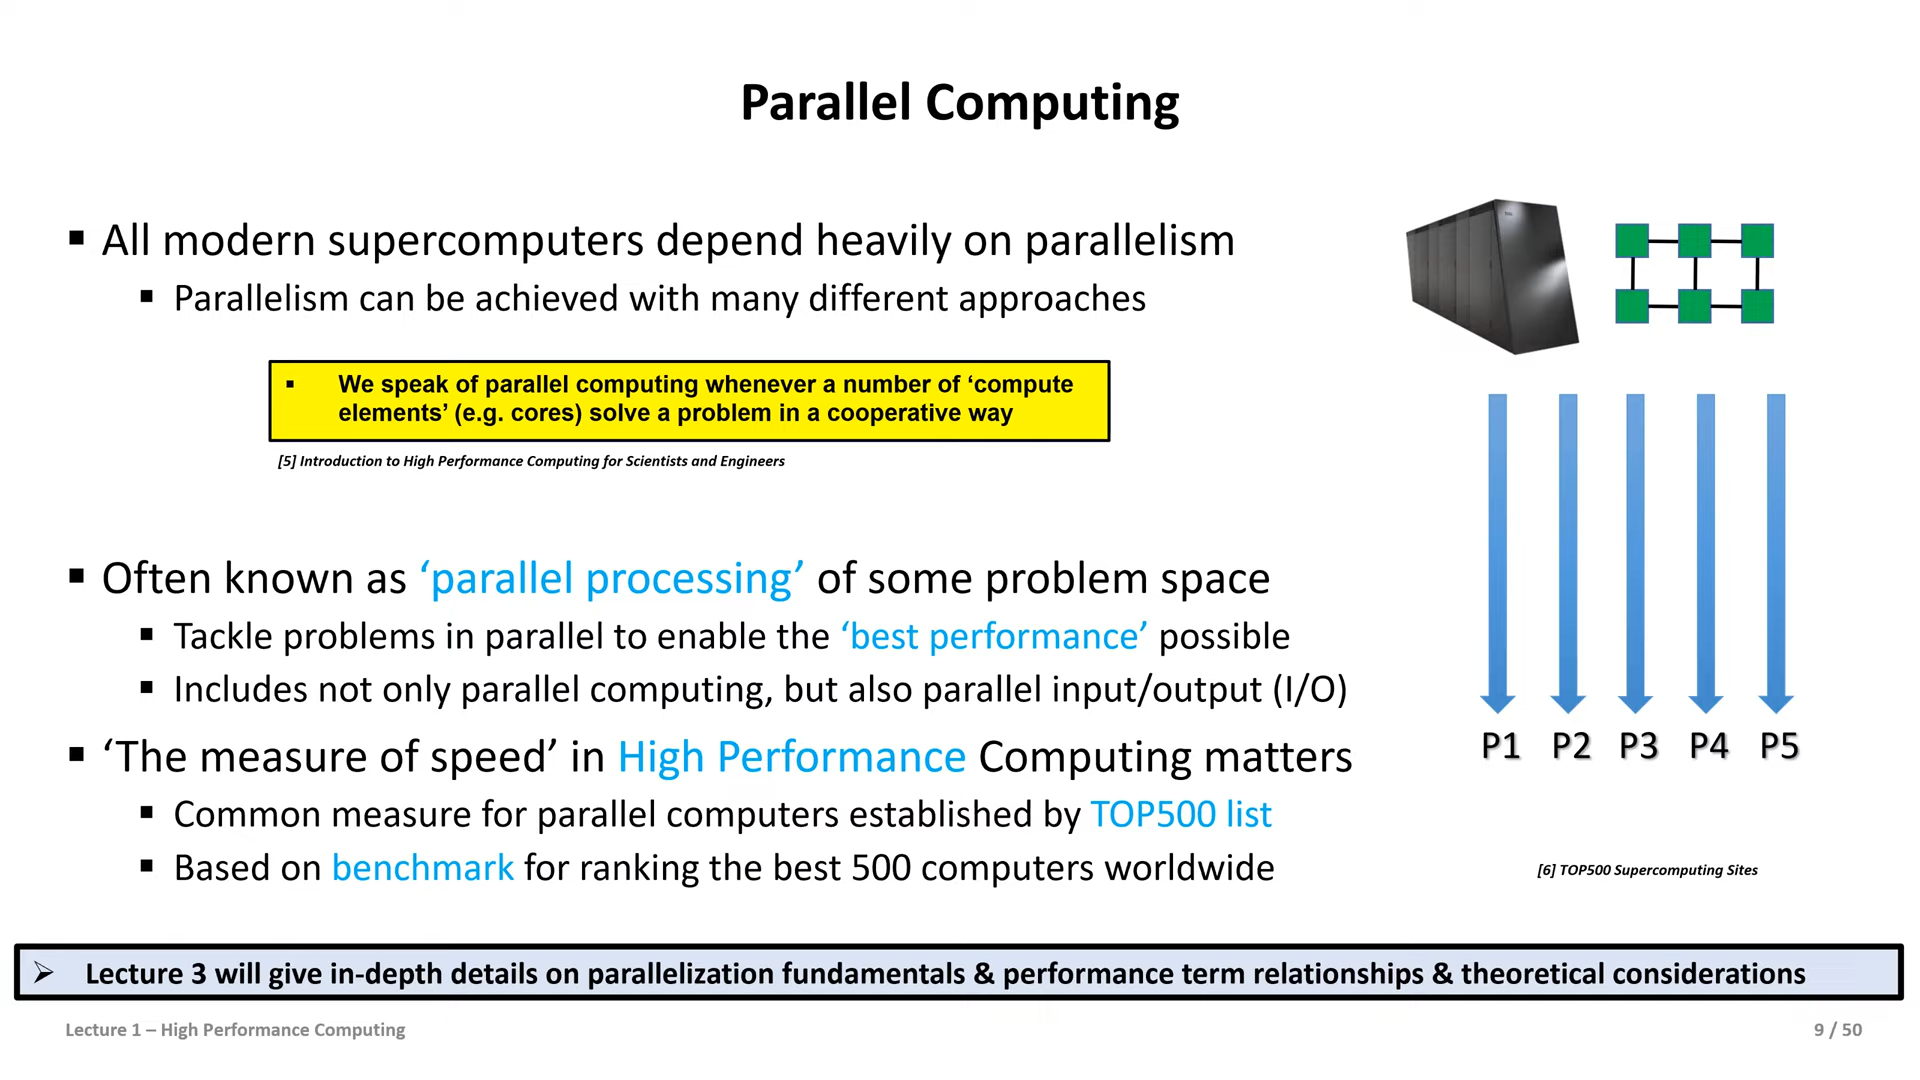 Parallel Computing
▪ All modern supercomputers depend heavily on parallelism
▪ Parallelism can be achieved with many different approaches
▪ We speak of parallel computing whenever a number of ‘compute
elements’ (e.g. cores) solve a problem in a cooperative way
[5] Introduction to High Performance Computing for Scientists and Engineers
▪ Often known as ‘parallel processing’ of some problem space
▪ Tackle problems in parallel to enable the ‘best performance’ possible
▪ Includes not only parallel computing, but also parallel input/output (I/O)
▪ ‘The measure of speed’ in High Performance Computing matters
▪ Common measure for parallel computers established by TOP500 list
▪ Based on benchmark for ranking the best 500 computers worldwide
P1 P2 P3 P4 P5
[6] TOP500 Supercomputing Sites
➢ Lecture 3 will give in-depth details on parallelization fundamentals & performance term relationships & theoretical considerations
Lecture 1 – High Performance Computing
9 / 50